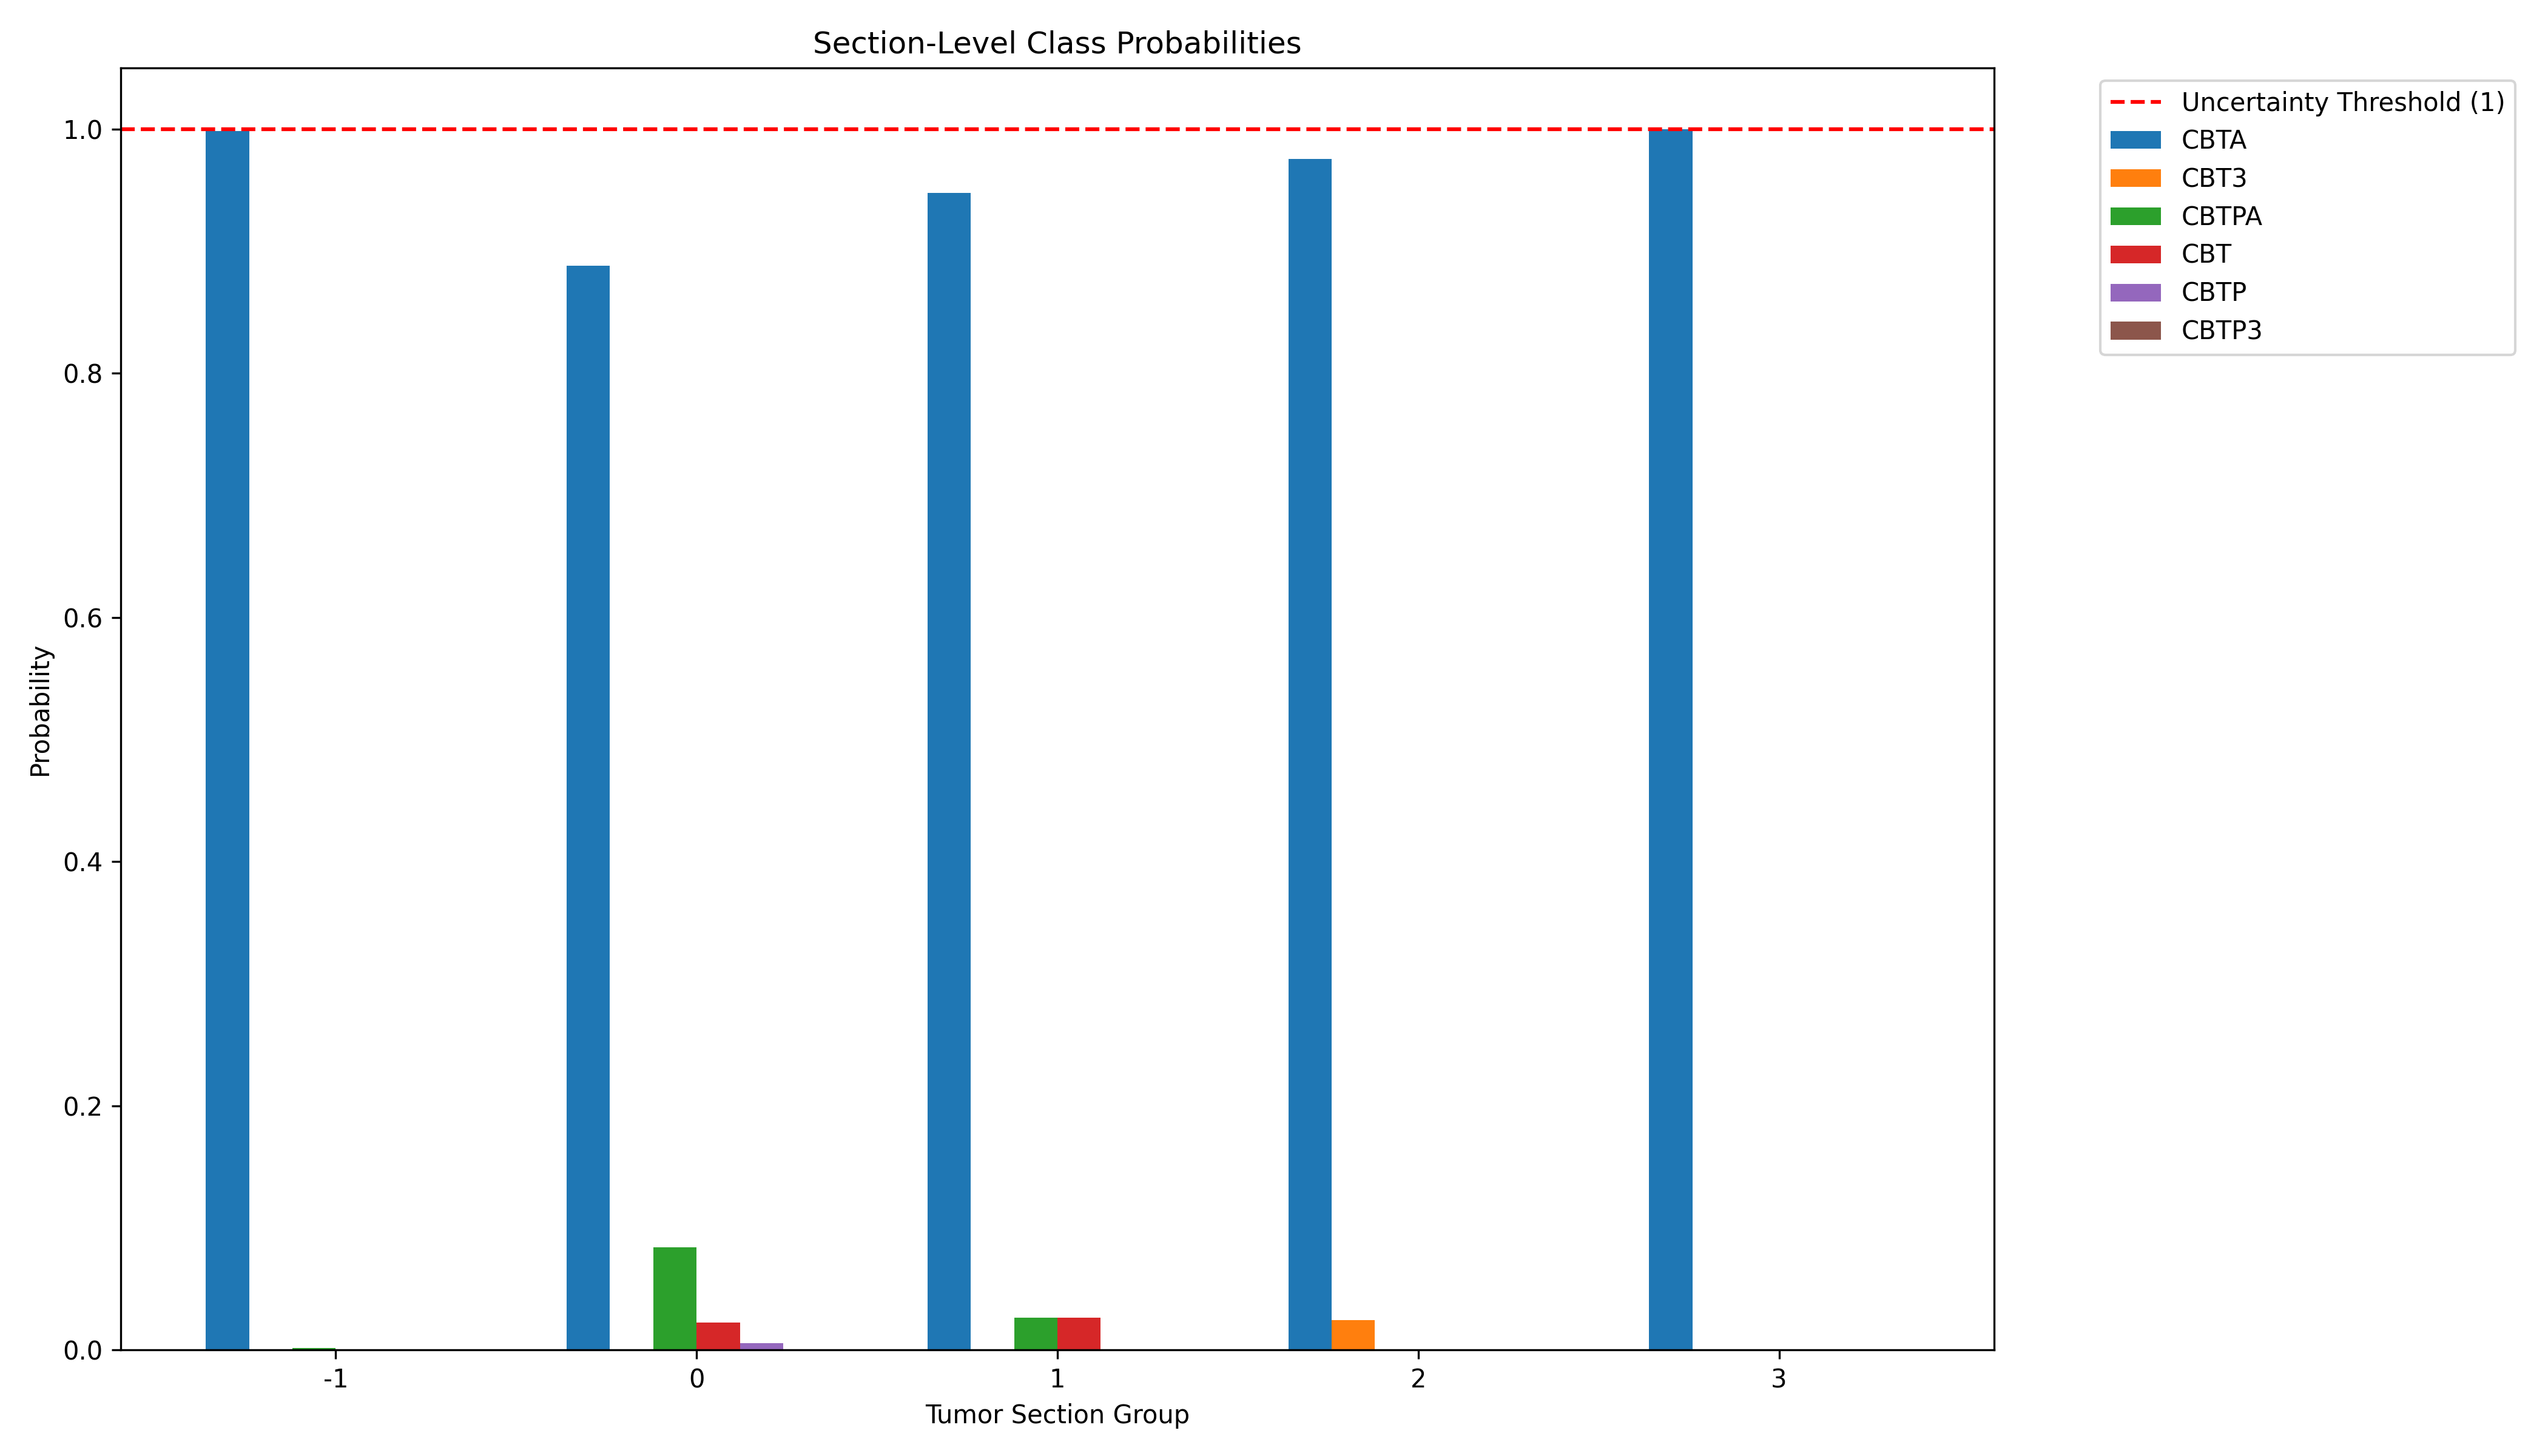 Section-Level Class Probabilities
Uncertainty Threshold (1)
CBTA
CBT3
CBTPA
CBT
CBTP
CBTP3
Probability
1.0
0.8
0.6
0.4
0.2
0.0
-1
0
1
2
3
Tumor Section Group